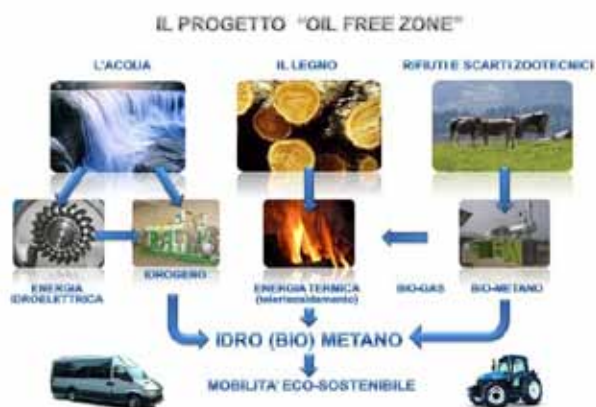 IL PROGETTO "OIL FREE ZONE"
L'ACQUA
IL LEGNO
RIFIUTI E SCARTI ZOOTECNICI
ENERGIA
IDROELETTRICA
IDROGENO
ENERGIA TERMICA
(teleriscaldamento)
BIO-GAS
BIO-METANO
IDRO (BIO) METANO
MOBILITA' ECO-SOSTENIBILE